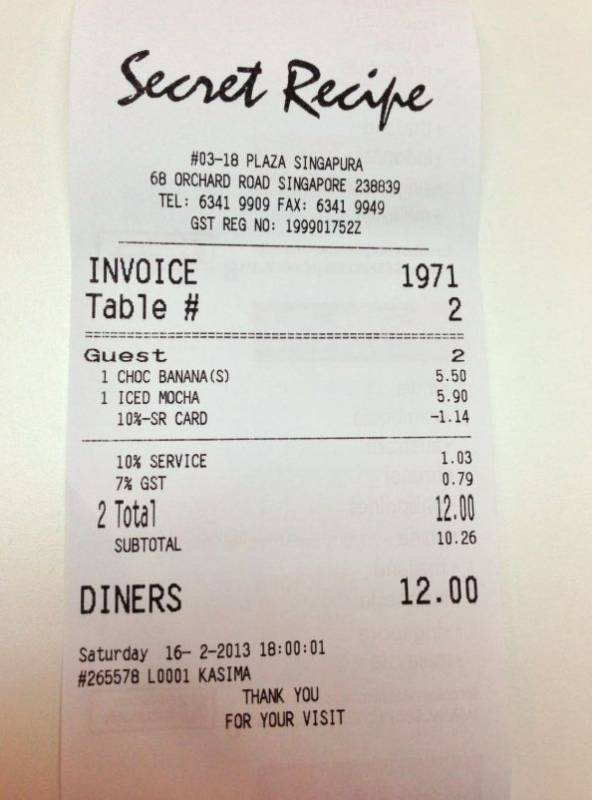 Secret Recipe
#03-18 PLAZA SINGAPURA
68 ORCHARD ROAD SINGAPORE 238839
TEL: 6341 9909 FAX: 6341 9949
GST REG NO: 199901752Z
INVOICE 1971
Table # 2
Guest 2
1 CHOC BANANA(S) 5.50
1 ICED MOCHA 5.90
10%-SR CARD -1.14
10% SERVICE 1.03
7% GST 0.79
2 Total 12.00
SUBTOTAL 10.26
DINERS 12.00
Saturday 16- 2-2013 18:00:01
#265578 L0001 KASIMA
THANK YOU
FOR YOUR VISIT